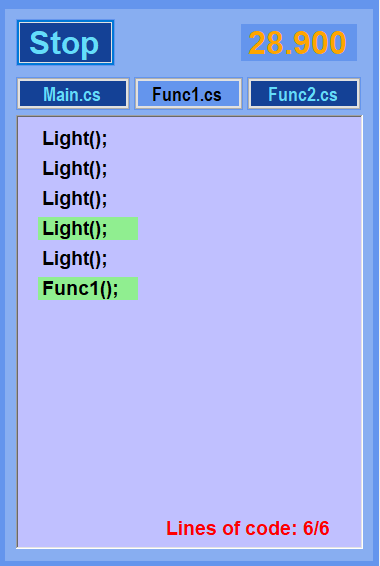 Stop 28.900
Main.cs Func1.cs Func2.cs
Light();
Light();
Light();
Light();
Light();
Func1();
Lines of code: 6/6